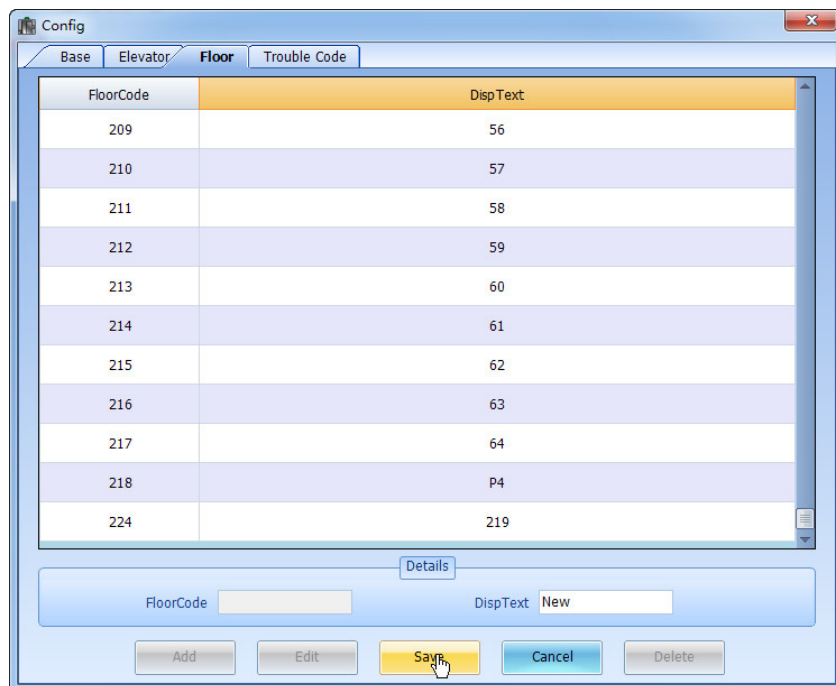 Config
Base Elevator Floor Trouble Code
FloorCode DispText
209 56
210 57
211 58
212 59
213 60
214 61
215 62
216 63
217 64
218 P4
224 219
Details
FloorCode DispText New
Add Edit Save Cancel Delete